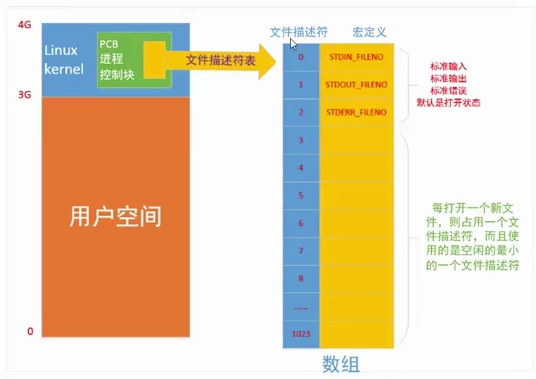 4G
Linux
kernel
PCB
进程
控制块
3G
用户空间
0
文件描述符表
文件描述符
宏定义
0
STDIN_FILENO
1
STDOUT_FILENO
2
STDERR_FILENO
3
4
5
6
7
8
......
1023
数组
标准输入
标准输出
标准错误
默认是打开状态
每打开一个新文
件，则占用一个文
件描述符，而且使
用的是空闲的最小
的一个文件描述符